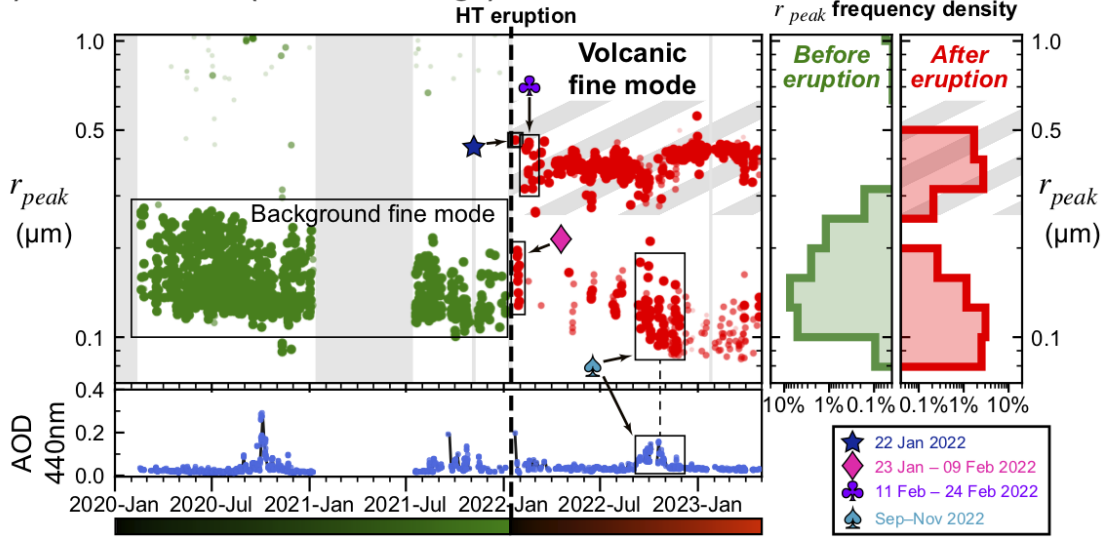 HT eruption
r peak frequency density
1.0
0.5
0.1
r peak
(μm)
Volcanic
fine mode
Background fine mode
Before
eruption
After
eruption
1.0
0.5
r peak
(μm)
0.1
10% 1% 0.1%
0.1% 1% 10%
0.4
0.2
0.0
AOD
440nm
2020-Jan 2020-Jul 2021-Jan 2021-Jul 2022-Jan 2022-Jul 2023-Jan
22 Jan 2022
23 Jan – 09 Feb 2022
11 Feb – 24 Feb 2022
Sep–Nov 2022